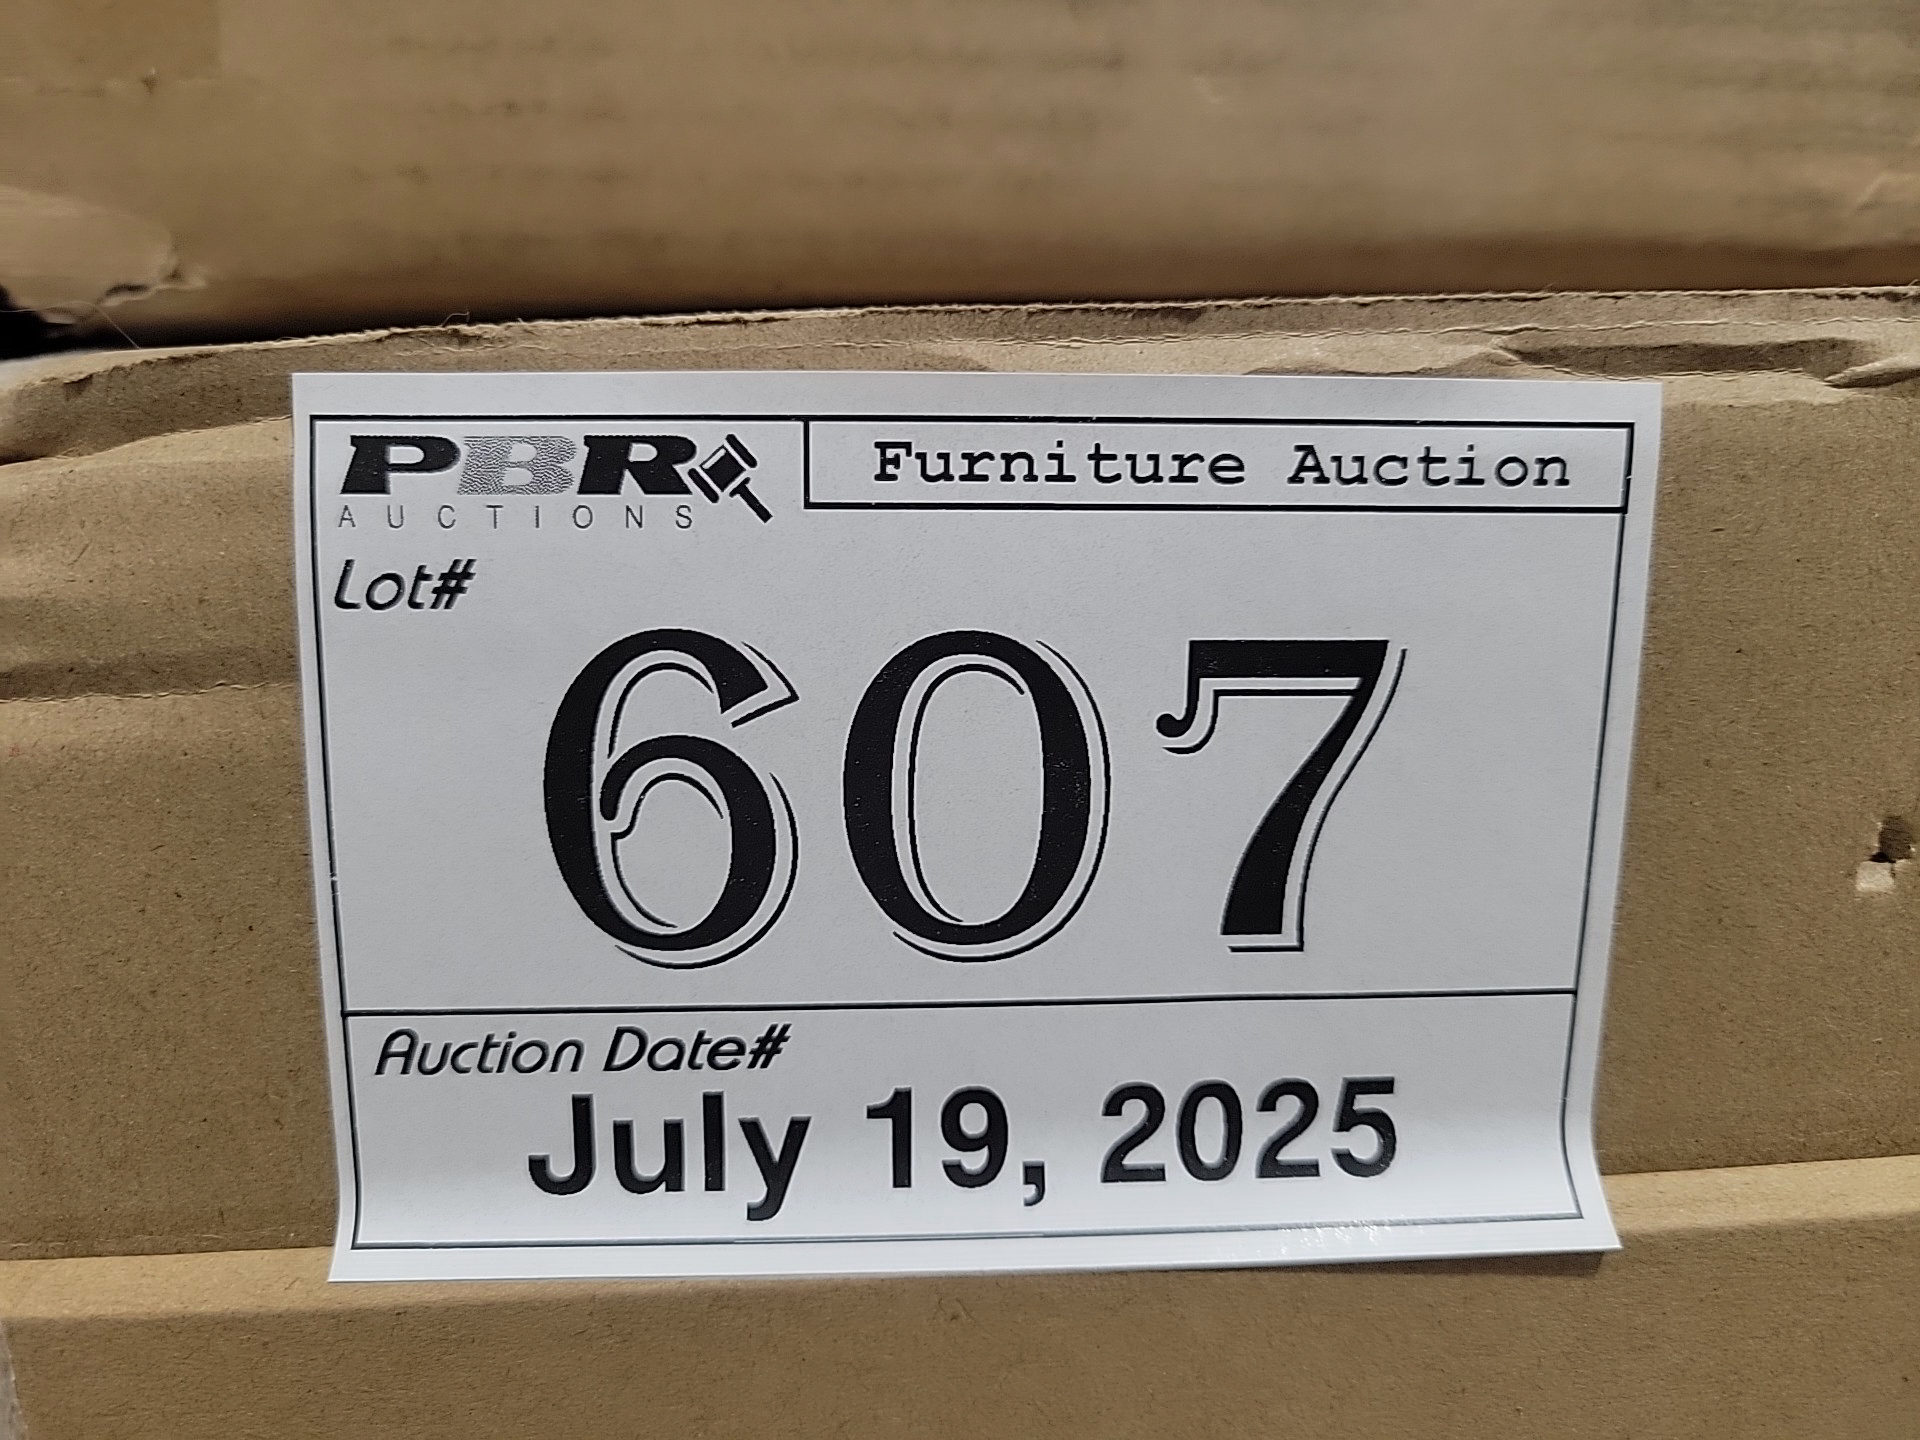 PBR
AUCTIONS
Furniture Auction
Lot#
607
Auction Date#
July 19, 2025